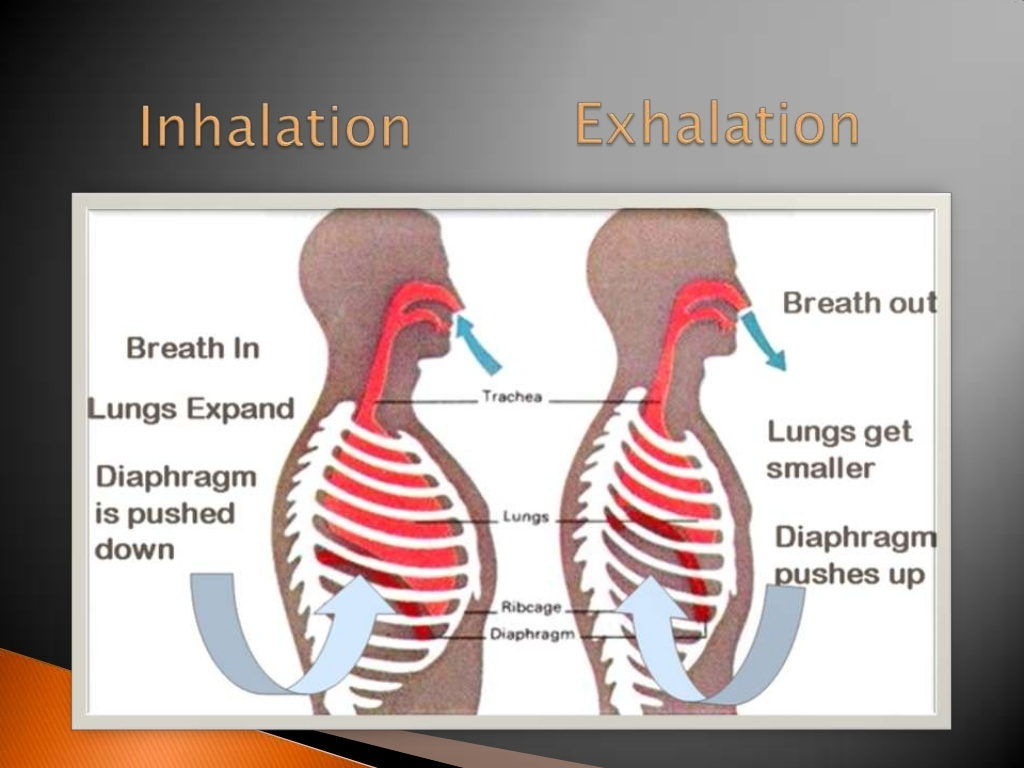 Inhalation
Exhalation
Breath In
Lungs Expand
Diaphragm
is pushed
down
Trachea
Lungs
Ribcage
Diaphragm
Breath out
Lungs get
smaller
Diaphragm
pushes up